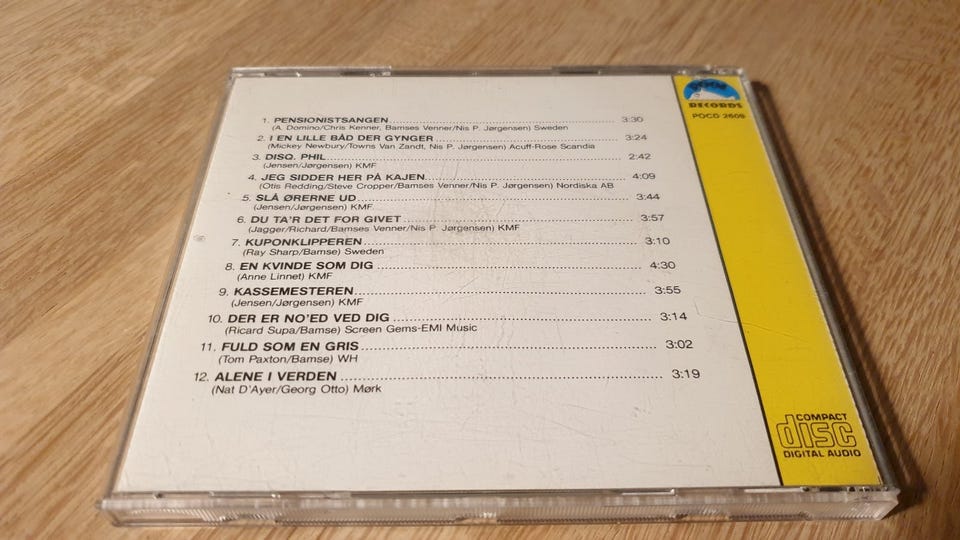 1. PENSIONISTSANGEN 3:30
(A. Domino/Chris Kenner, Bamses Venner/Nis P. Jørgensen) Sweden
2. I EN LILLE BÅD DER GYNGER 3:24
(Mickey Newbury/Towns Van Zandt, Nis P. Jørgensen) Acuff-Rose Scandia
3. DISQ. PHIL 2:42
(Jensen/Jørgensen) KMF
4. JEG SIDDER HER PÅ KAJEN 4:09
(Otis Redding/Steve Cropper/Bamses Venner/Nis P. Jørgensen) Nordiska AB
5. SLÅ ØRERNE UD 3:44
(Jensen/Jørgensen) KMF
6. DU TA'R DET FOR GIVET 3:57
(Jagger/Richard/Bamses Venner/Nis P. Jørgensen) KMF
7. KUPONKLIPPEREN 3:10
(Ray Sharp/Bamse) Sweden
8. EN KVINDE SOM DIG 4:30
(Anne Linnet) KMF
9. KASSEMESTEREN 3:55
(Jensen/Jørgensen) KMF
10. DER ER NO'ED VED DIG 3:14
(Ricard Supa/Bamse) Screen Gems-EMI Music
11. FULD SOM EN GRIS 3:02
(Tom Paxton/Bamse) WH
12. ALENE I VERDEN 3:19
(Nat D'Ayer/Georg Otto) Mørk
RECORDS
POCD 2609
COMPACT
disc
DIGITAL AUDIO